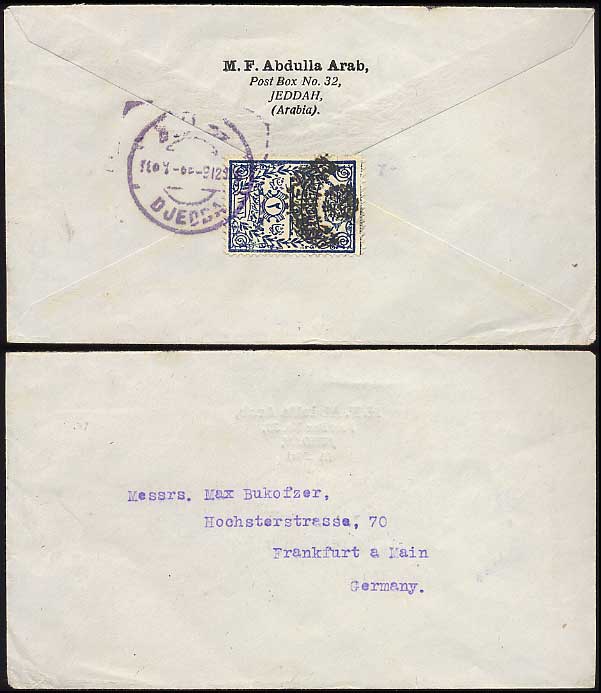 M. F. Abdulla Arab,
Post Box No. 32,
JEDDAH,
(Arabia).
DJEDDA
Messrs. Max Bukofzer,
Hochsterstrasse, 70
Frankfurt a Main
Germany.